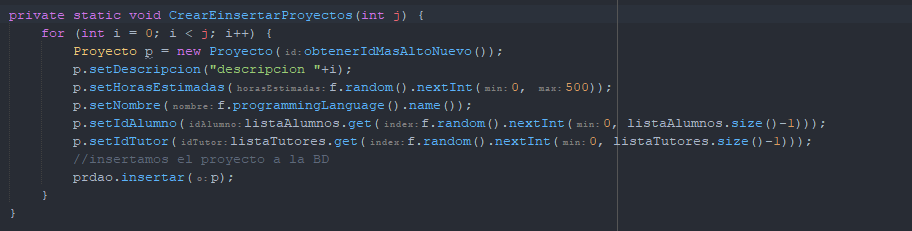 private static void CrearEinsertarProyectos(int j) {
for (int i = 0; i < j; i++) {
Proyecto p = new Proyecto( id: obtenerIdMasAltoNuevo());
p.setDescripcion("descripcion "+i);
p.setHorasEstimadas( horasEstimadas: f.random().nextInt( min: 0, max: 500));
p.setNombre( nombre: f.programmingLanguage().name());
p.setIdAlumno( idAlumno: listaAlumnos.get( index: f.random().nextInt( min: 0, listaAlumnos.size()-1)));
p.setIdTutor( idTutor: listaTutores.get( index: f.random().nextInt( min: 0, listaTutores.size()-1)));
//insertamos el proyecto a la BD
prdao.insertar( o: p);
}
}